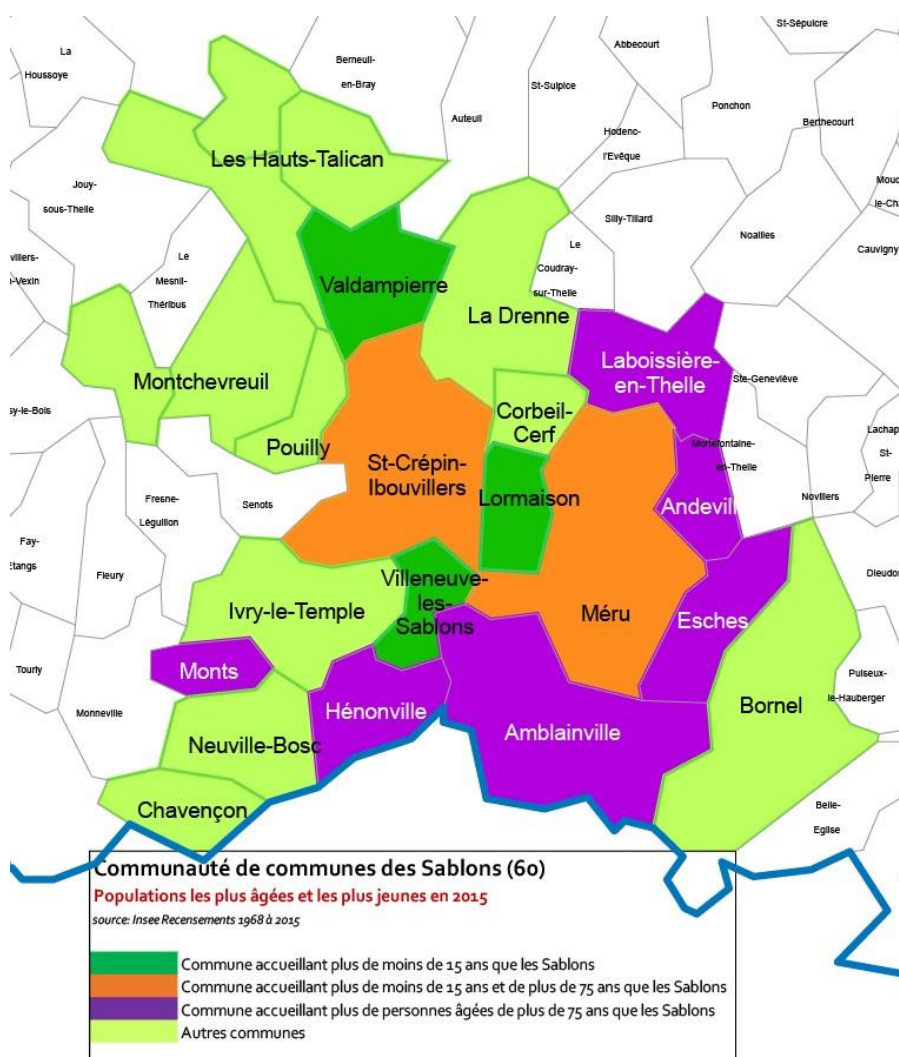 St-Sépulcre
La
Houssoye
Berneuil-
en-Bray
Abbecourt
St-Sulpice
Ponchon
Auteuil
Berthecourt
Hodenc-
l'Evêque
Les Hauts-Talican
Jouy-
sous-Thelle
Silly-Tillard
Noailles
Cauvigny
Le
Mesnil-
Théribus
Le
Coudray-
sur-Thelle
Valdampierre
La Drenne
Laboissière-
en-Thelle
Ste-Geneviève
Montchevreuil
Corbeil-
Cerf
Pouilly
St-Crépin-
Ibouvillers
Mortefontaine-
en-Thelle
Lachap
St-
Pierre
Fresne-
Léguillon
Senots
Lormaison
Andevill
Novillers
Fay-
Etangs
Fleury
Villeneuve-
les-
Sablons
Dieudon
Ivry-le-Temple
Méru
Esches
Tourly
Monts
Puiseux-
le-Hauberger
Monneville
Hénonville
Amblainville
Bornel
Neuville-Bosc
Chavençon
Belle-
Eglise
Communauté de communes des Sablons (60)
Populations les plus âgées et les plus jeunes en 2015
source: Insee Recensements 1968 à 2015
Commune accueillant plus de moins de 15 ans que les Sablons
Commune accueillant plus de moins de 15 ans et de plus de 75 ans que les Sablons
Commune accueillant plus de personnes âgées de plus de 75 ans que les Sablons
Autres communes